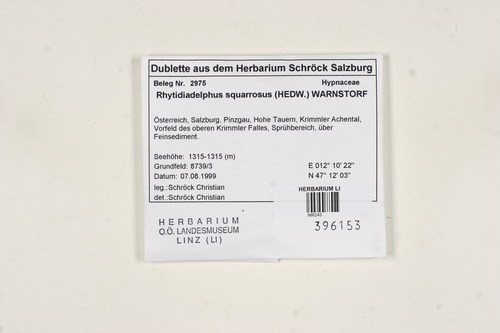 Dublette aus dem Herbarium Schröck Salzburg
Beleg Nr. 2975 Hypnaceae
Rhytidiadelphus squarrosus (HEDW.) WARNSTORF
Österreich, Salzburg, Pinzgau, Hohe Tauern, Krimmler Achental,
Vorfeld des oberen Krimmler Falles, Sprühbereich, über
Feinsediment.
Seehöhe: 1315-1315 (m)
Grundfeld: 8739/3 E 012° 10' 22"
Datum: 07.08.1999 N 47° 12' 03"
leg.:Schröck Christian
det.:Schröck Christian
HERBARIUM LI
586243
HERBARIUM
O.Ö. LANDESMUSEUM
LINZ (LI)
396153